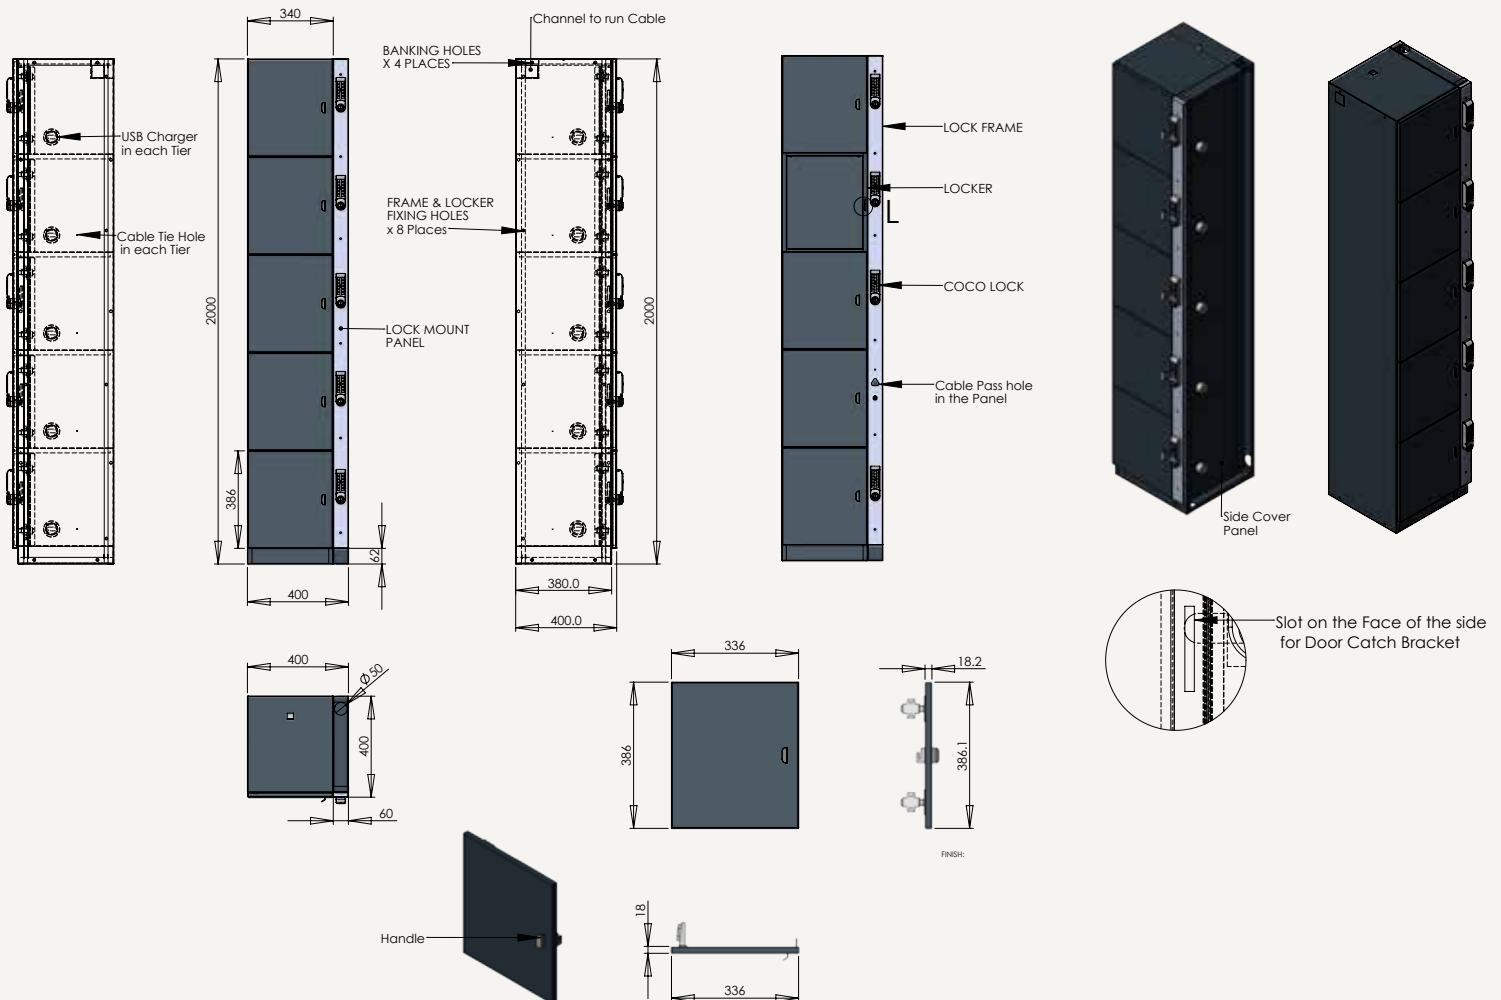 340
Channel to run Cable
BANKING HOLES
X 4 PLACES
USB Charger
in each Tier
LOCK FRAME
LOCKER
L
FRAME & LOCKER
FIXING HOLES
x 8 Places
Cable Tie Hole
in each Tier
2000
2000
COCO LOCK
LOCK MOUNT
PANEL
Cable Pass hole
in the Panel
386
62
400
380.0
400.0
Side Cover
Panel
Slot on the Face of the side
for Door Catch Bracket
400
Ø50
400
60
336
386
18.2
386.1
FINISH:
Handle
18
336